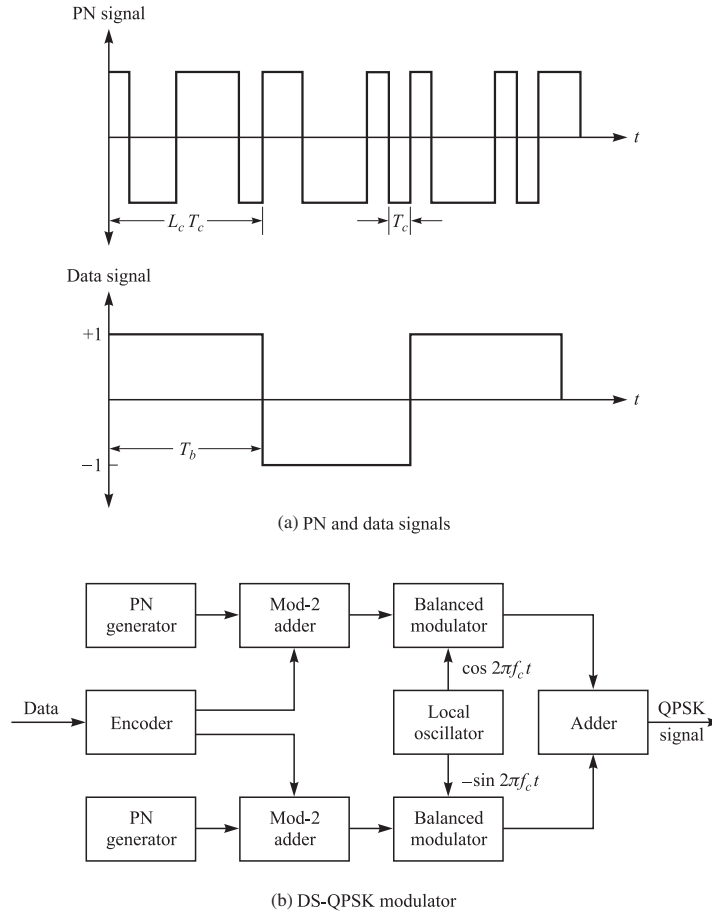 PN signal
t
L_c T_c
T_c
Data signal
+1
t
T_b
−1
(a) PN and data signals
PN generator
Mod-2 adder
Balanced modulator
cos 2πf_c t
Data
Encoder
Local oscillator
Adder
QPSK signal
−sin 2πf_c t
PN generator
Mod-2 adder
Balanced modulator
(b) DS-QPSK modulator